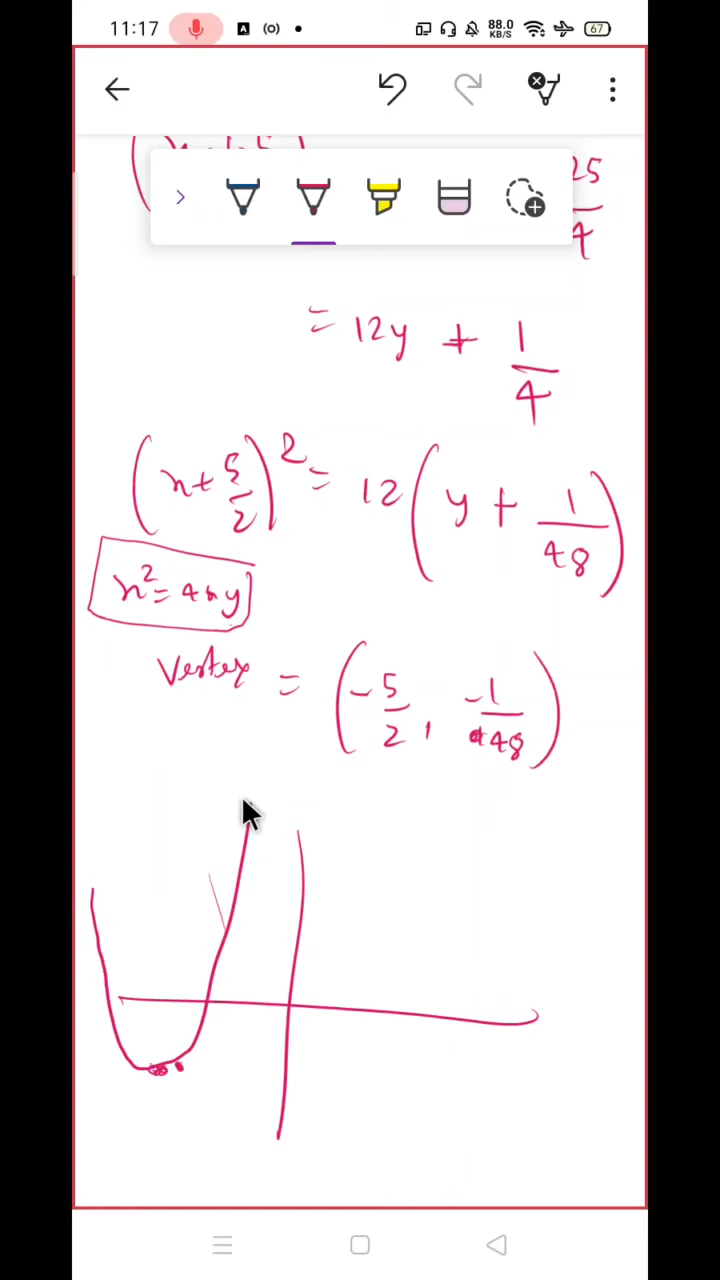 11:17 A 88.0 KB/S 67
25/4
= 12y + 1/4
(x + 5/2)² = 12(y + 1/48)
x² = 4ay
Vertex = (-5/2, -1/48)